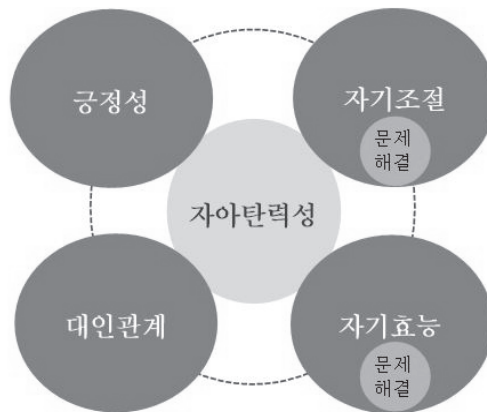 긍정성
자기조절
문제
해결
자아탄력성
대인관계
자기효능
문제
해결